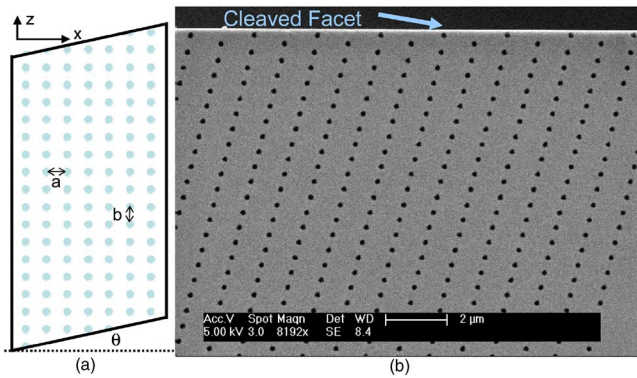 z
x
a
b
θ
(a)
Cleaved Facet
Acc.V Spot Magn Det WD
5.00 kV 3.0 8192x SE 8.4 2 µm
(b)